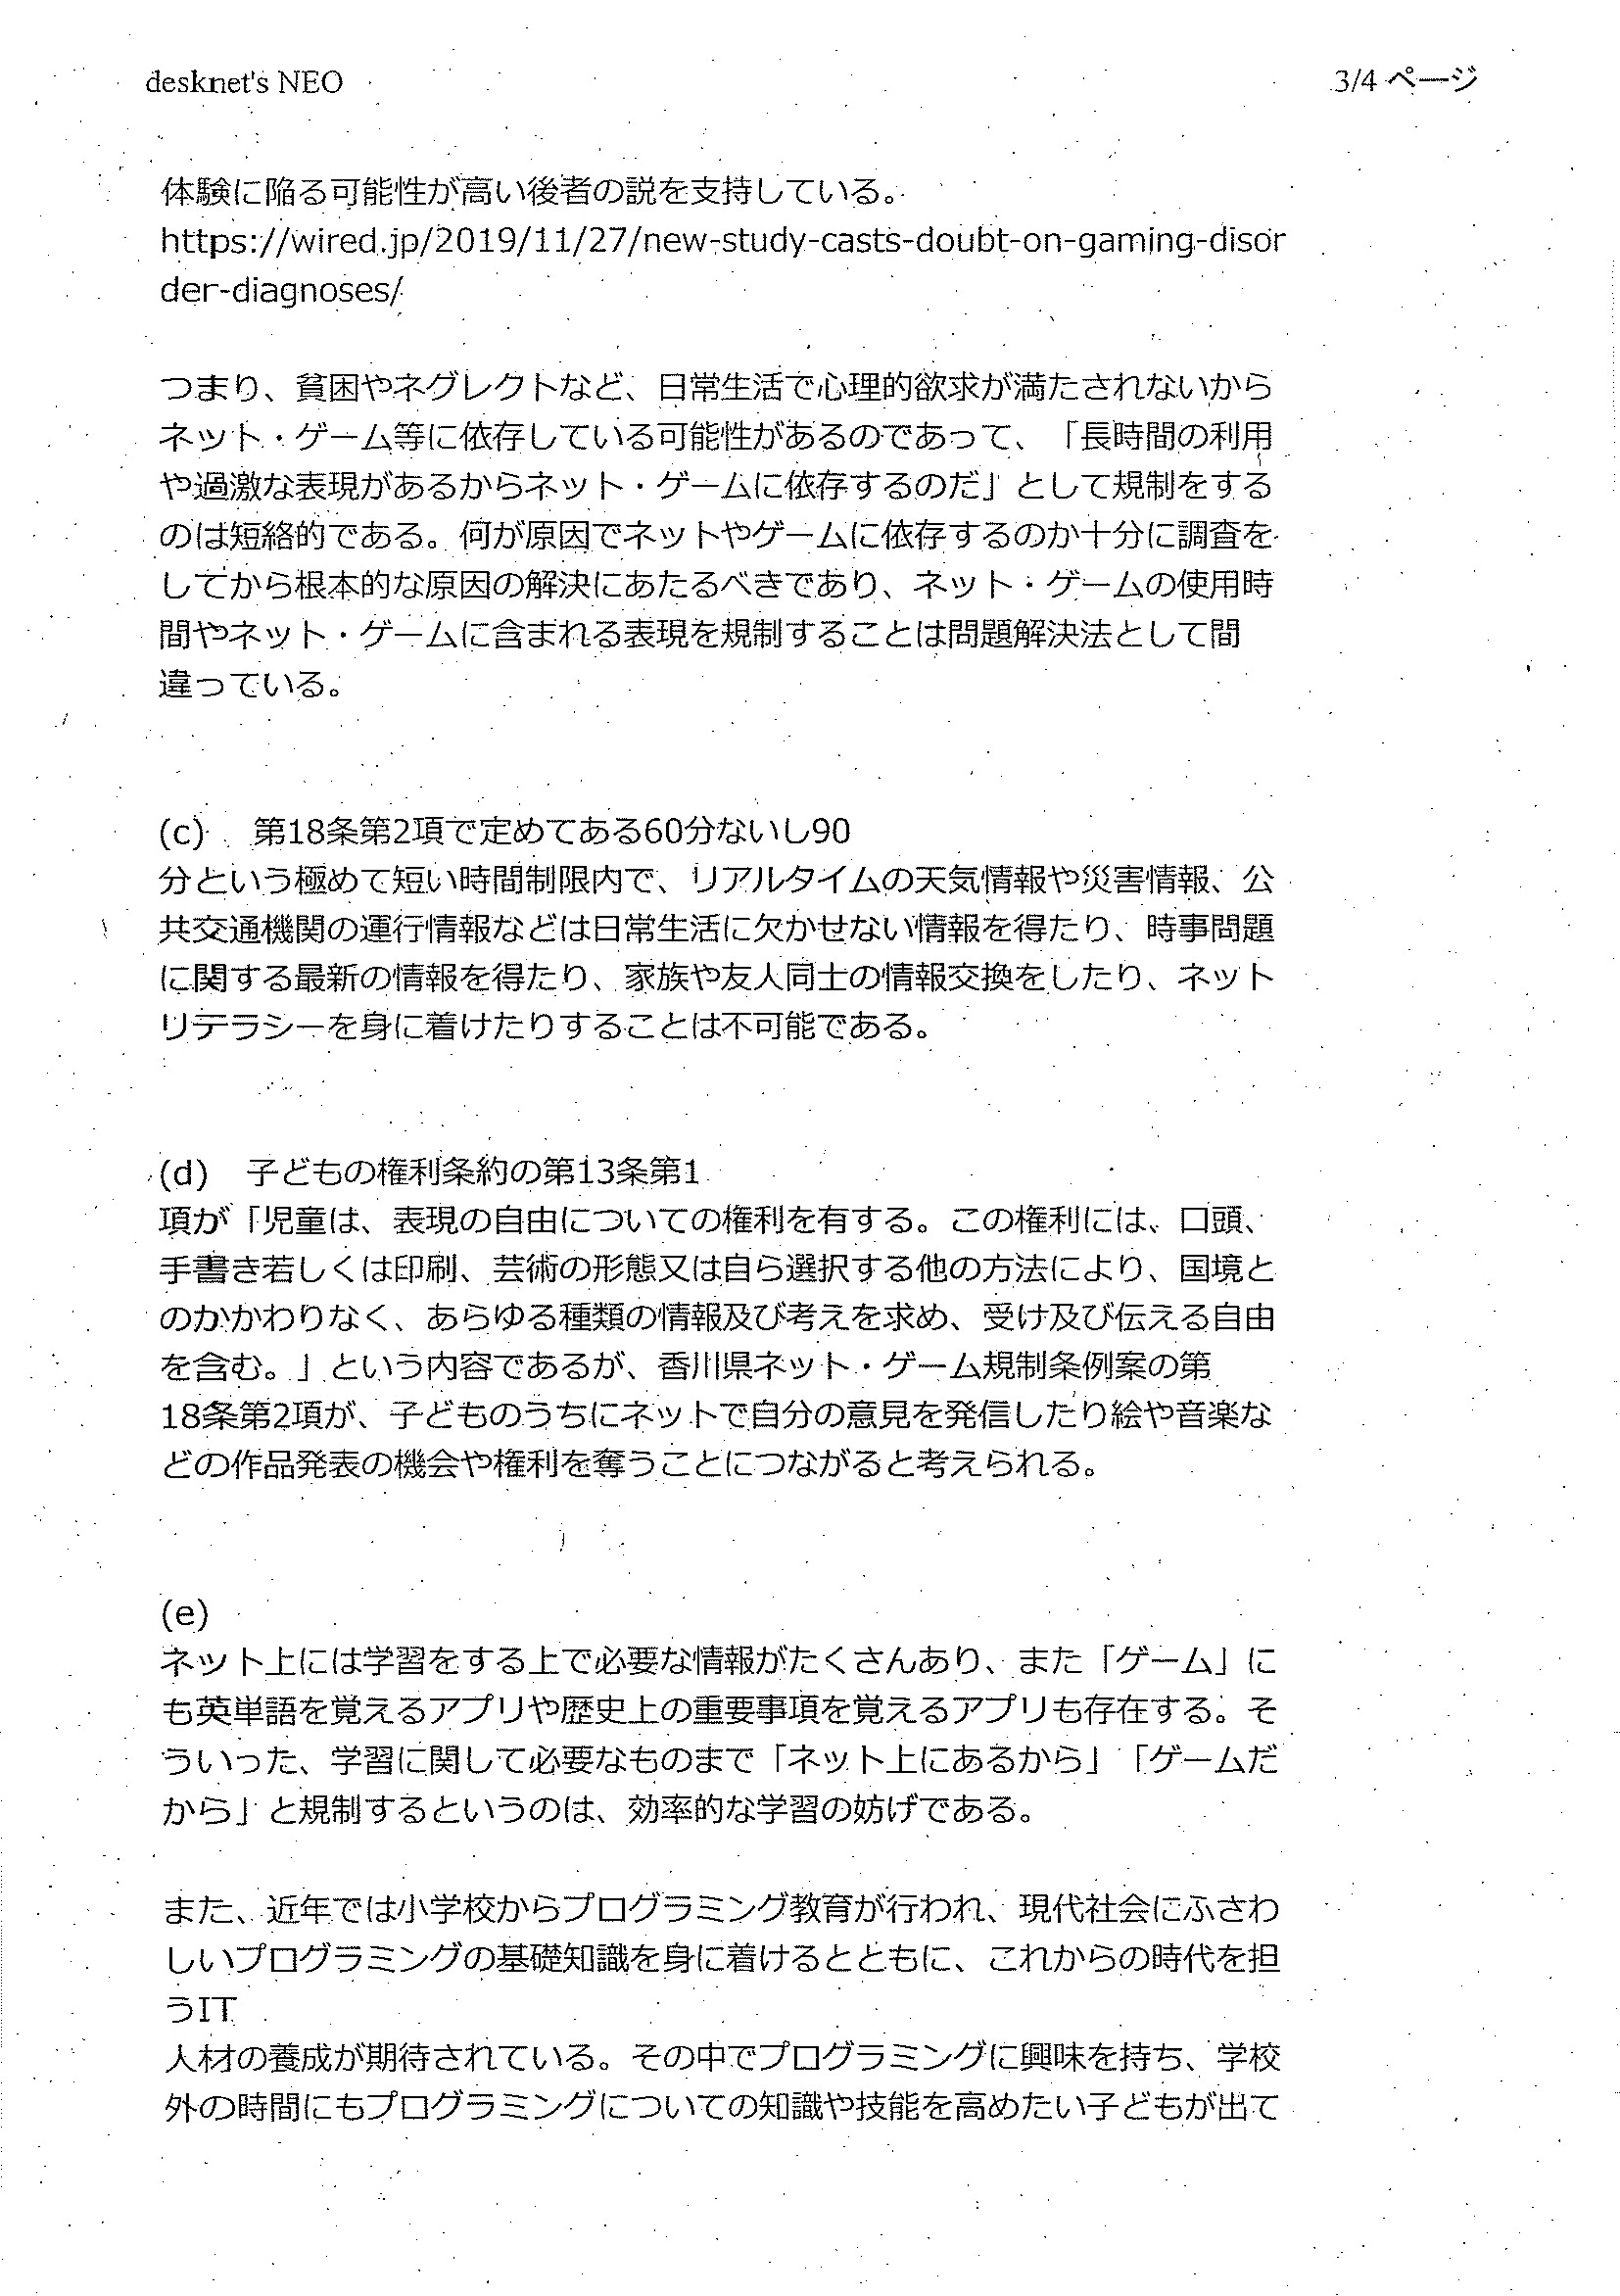 desknet's NEO
3/4 ページ
体験に陥る可能性が高い後者の説を支持している。
https://wired.jp/2019/11/27/new-study-casts-doubt-on-gaming-disor
der-diagnoses/
つまり、貧困やネグレクトなど、日常生活で心理的欲求が満たされないから
ネット・ゲーム等に依存している可能性があるのであって、「長時間の利用
や過激な表現があるからネット・ゲームに依存するのだ」として規制をする
のは短絡的である。何が原因でネットやゲームに依存するのか十分に調査を
してから根本的な原因の解決にあたるべきであり、ネット・ゲームの使用時
間やネット・ゲームに含まれる表現を規制することは問題解決法として間
違っている。
(c)　第18条第2項で定めてある60分ないし90
分という極めて短い時間制限内で、リアルタイムの天気情報や災害情報、公
共交通機関の運行情報などは日常生活に欠かせない情報を得たり、時事問題
に関する最新の情報を得たり、家族や友人同士の情報交換をしたり、ネット
リテラシーを身に着けたりすることは不可能である。
(d)　子どもの権利条約の第13条第1
項が「児童は、表現の自由についての権利を有する。この権利には、口頭、
手書き若しくは印刷、芸術の形態又は自ら選択する他の方法により、国境と
のかかわりなく、あらゆる種類の情報及び考えを求め、受け及び伝える自由
を含む。」という内容であるが、香川県ネット・ゲーム規制条例案の第
18条第2項が、子どものうちにネットで自分の意見を発信したり絵や音楽な
どの作品発表の機会や権利を奪うことにつながると考えられる。
(e)
ネット上には学習をする上で必要な情報がたくさんあり、また「ゲーム」に
も英単語を覚えるアプリや歴史上の重要事項を覚えるアプリも存在する。そ
ういった、学習に関して必要なものまで「ネット上にあるから」「ゲームだ
から」と規制するというのは、効率的な学習の妨げである。
また、近年では小学校からプログラミング教育が行われ、現代社会にふさわ
しいプログラミングの基礎知識を身に着けるとともに、これからの時代を担
うIT
人材の養成が期待されている。その中でプログラミングに興味を持ち、学校
外の時間にもプログラミングについての知識や技能を高めたい子どもが出て